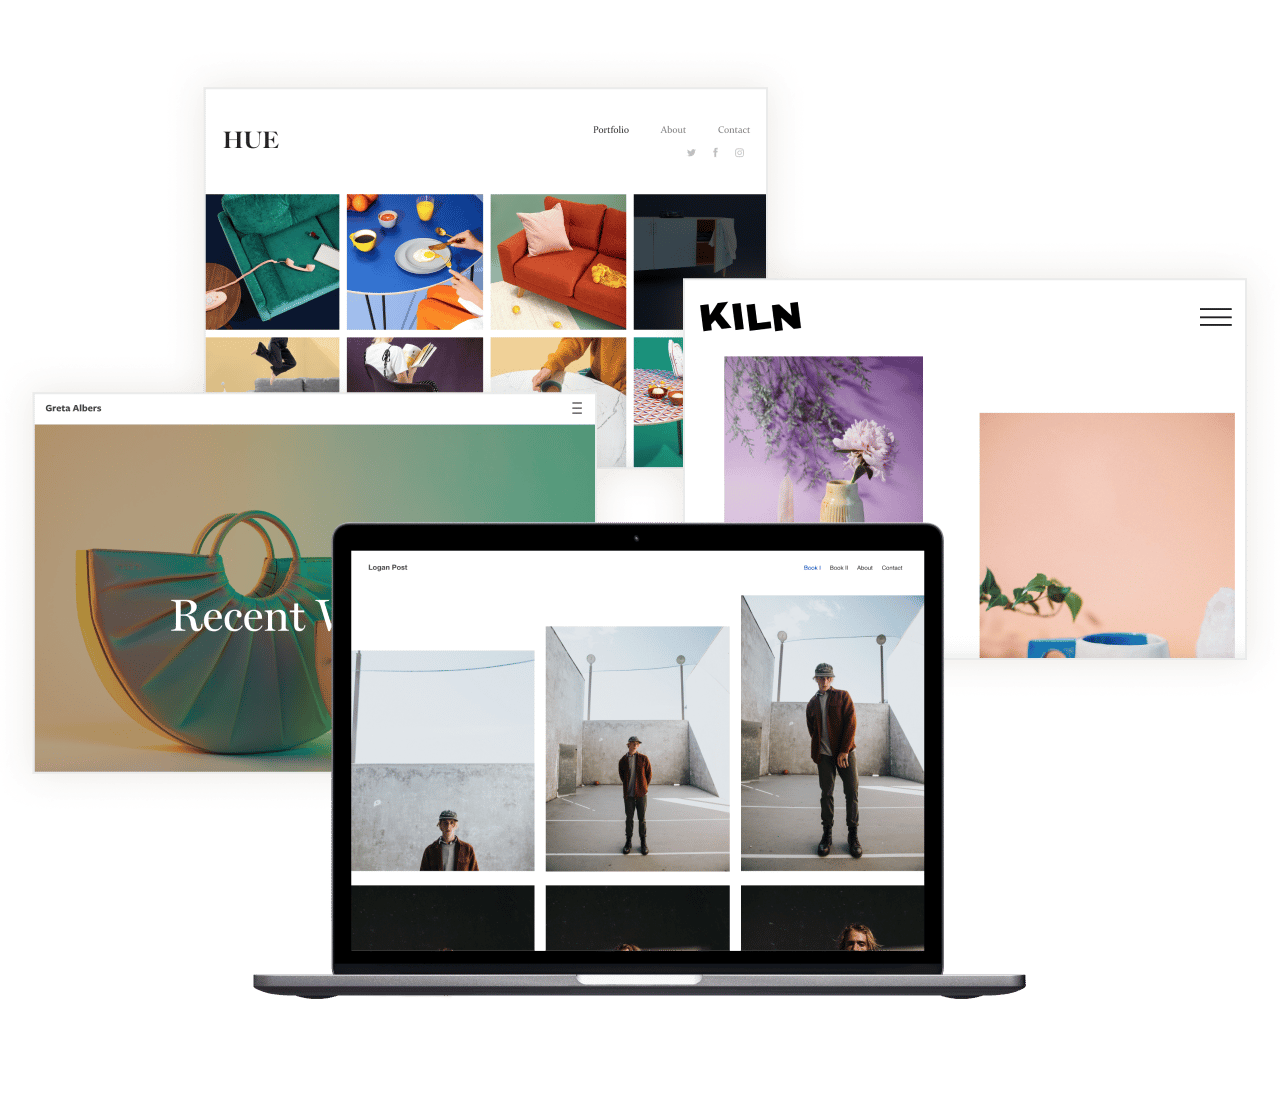 HUE
Portfolio About Contact
KILN
Greta Albers
Recent
Logan Post
Book I Book II About Contact